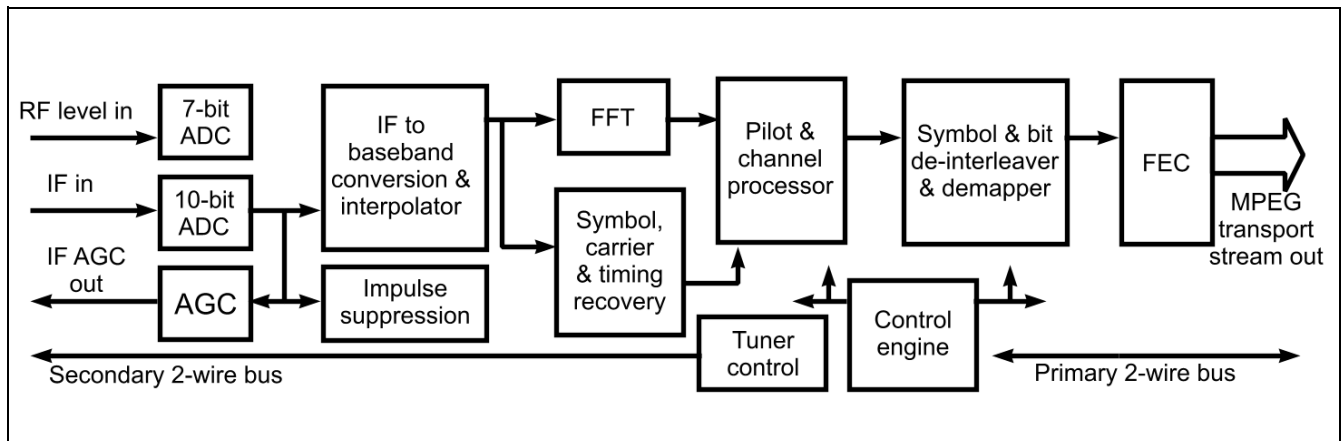 RF level in
7-bit
ADC
IF in
10-bit
ADC
IF AGC
out
AGC
IF to
baseband
conversion &
interpolator
Impulse
suppression
FFT
Symbol,
carrier
& timing
recovery
Pilot &
channel
processor
Symbol & bit
de-interleaver
& demapper
FEC
MPEG
transport
stream out
Tuner
control
Control
engine
Secondary 2-wire bus
Primary 2-wire bus